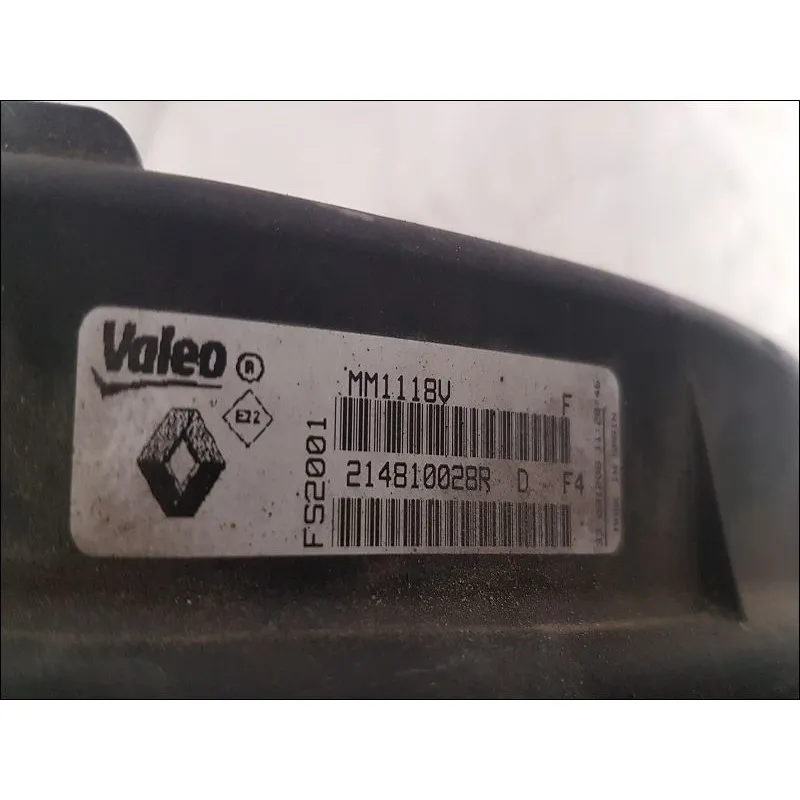 Valeo ®
MM1118V F
E22
FS2001
214810028R D F4